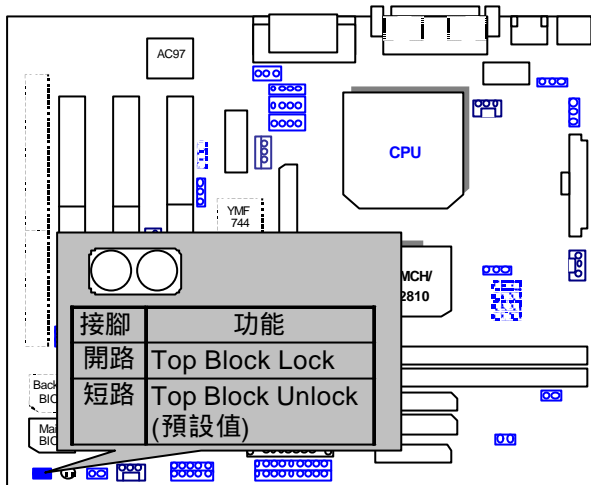 AC97
CPU
YMF
744
MCH/
2810
接腳 功能
開路 Top Block Lock
短路 Top Block Unlock
(預設值)
Back
BIO
Mai
BIO